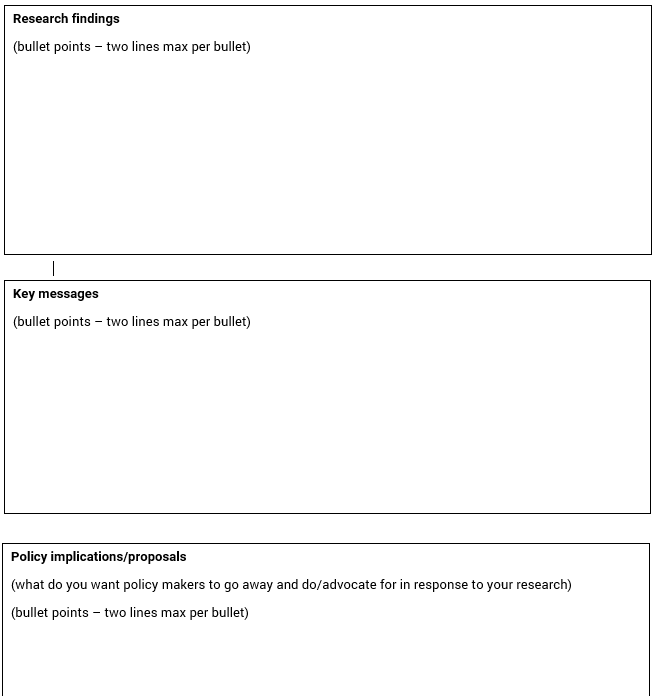 Research findings
(bullet points – two lines max per bullet)
Key messages
(bullet points – two lines max per bullet)
Policy implications/proposals
(what do you want policy makers to go away and do/advocate for in response to your research)
(bullet points – two lines max per bullet)